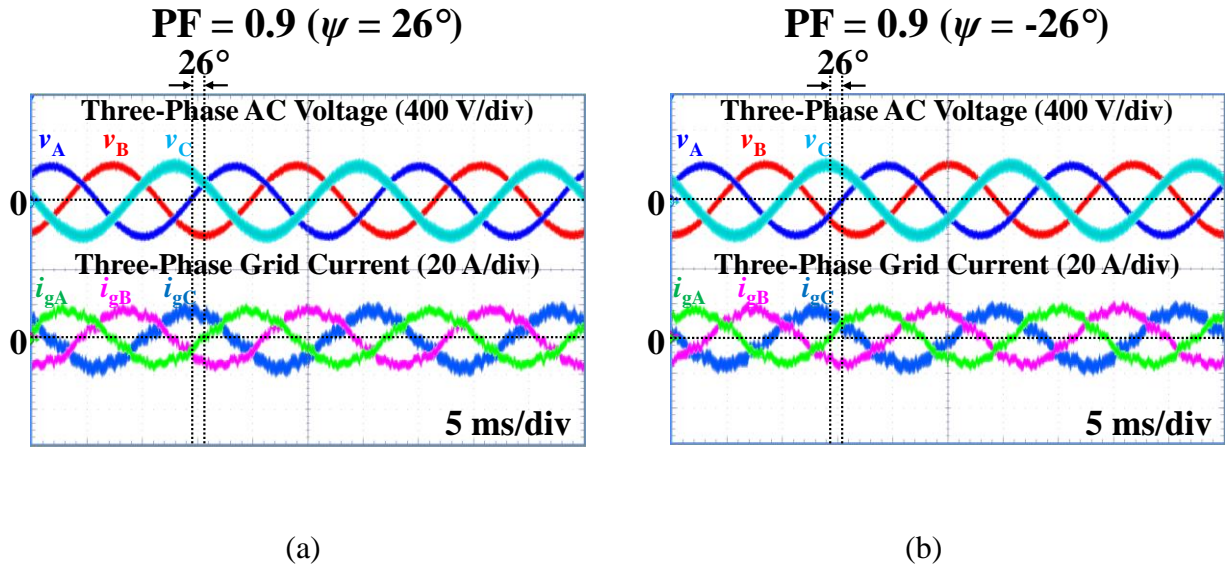 PF = 0.9 (ψ = 26°)
26°
Three-Phase AC Voltage (400 V/div)
vA vB vC
0
Three-Phase Grid Current (20 A/div)
igA igB igC
0
5 ms/div
(a)
PF = 0.9 (ψ = -26°)
26°
Three-Phase AC Voltage (400 V/div)
vA vB vC
0
Three-Phase Grid Current (20 A/div)
igA igB igC
0
5 ms/div
(b)